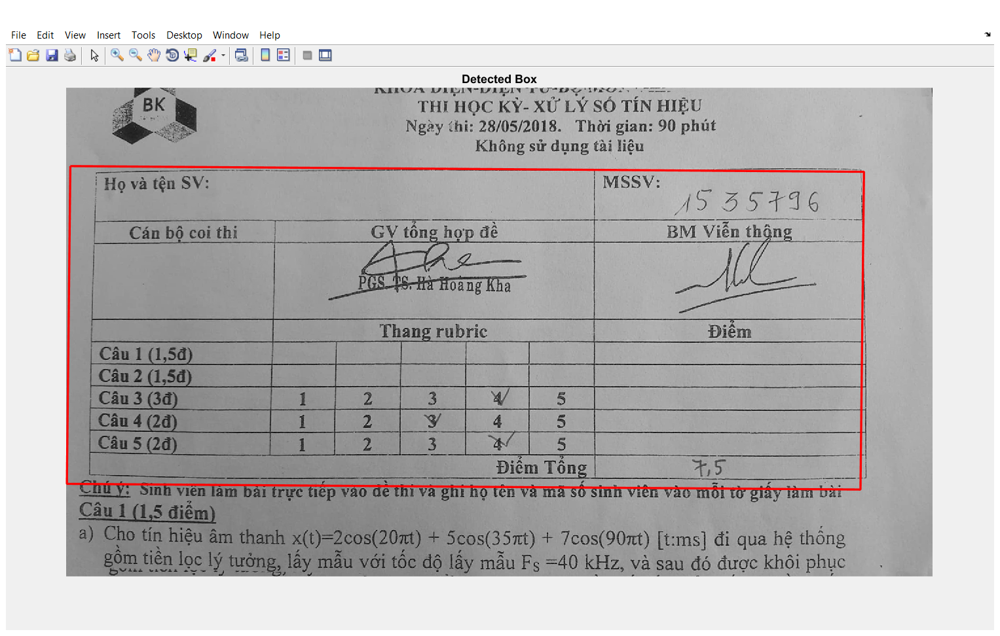 File Edit View Insert Tools Desktop Window Help
Detected Box
BK
THI HỌC KỲ- XỬ LÝ SỐ TÍN HIỆU
Ngày thi: 28/05/2018. Thời gian: 90 phút
Không sử dụng tài liệu
Họ và tên SV: MSSV:
1535796
Cán bộ coi thi GV tổng hợp đề BM Viễn thông
PGS. TS. Hà Hoàng Kha
Thang rubric Điểm
Câu 1 (1,5đ)
Câu 2 (1,5đ)
Câu 3 (3đ) 1 2 3 4 5
Câu 4 (2đ) 1 2 3 4 5
Câu 5 (2đ) 1 2 3 4 5
Điểm Tổng 7,5
Chú ý: Sinh viên làm bài trực tiếp vào đề thi và ghi họ tên và mã số sinh viên vào mỗi tờ giấy làm bài
Câu 1 (1,5 điểm)
a) Cho tín hiệu âm thanh x(t)=2cos(20πt) + 5cos(35πt) + 7cos(90πt) [t:ms] đi qua hệ thống
gồm tiền lọc lý tưởng, lấy mẫu với tốc độ lấy mẫu Fs =40 kHz, và sau đó được khôi phục